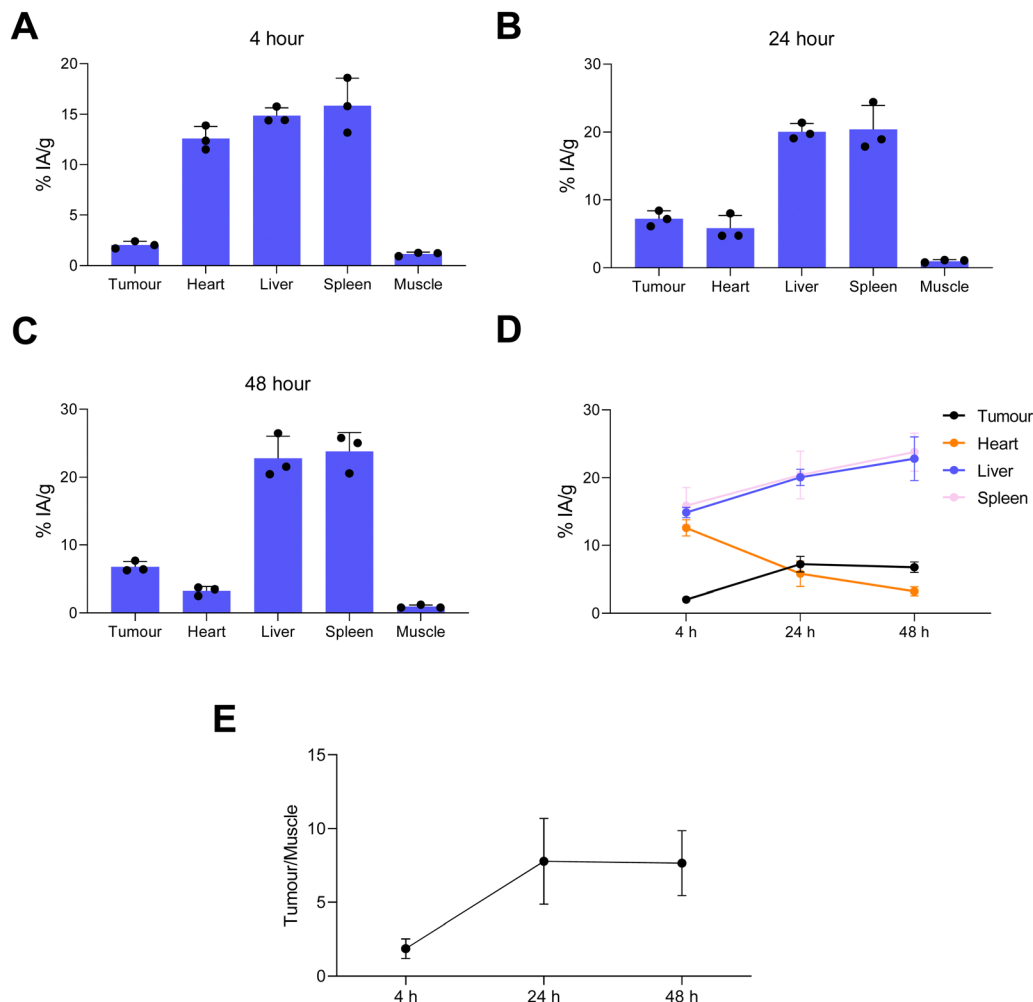 A
4 hour
% IA/g
20
15
10
5
0
Tumour Heart Liver Spleen Muscle
B
24 hour
% IA/g
30
20
10
0
Tumour Heart Liver Spleen Muscle
C
48 hour
% IA/g
30
20
10
0
Tumour Heart Liver Spleen Muscle
D
% IA/g
30
20
10
0
4 h 24 h 48 h
Tumour
Heart
Liver
Spleen
E
Tumour/Muscle
15
10
5
0
4 h 24 h 48 h